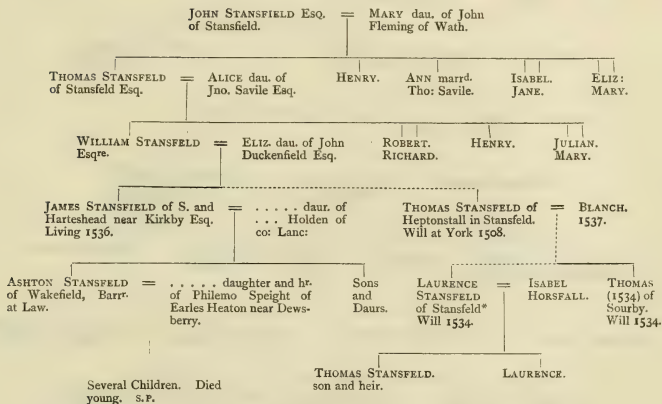 JOHN STANSFIELD ESQ. = MARY dau. of John
of Stansfield. Fleming of Wath.
THOMAS STANSFELD = ALICE dau. of HENRY. ANN marrd. ISABEL. ELIZ:
of Stansfeld Esq. Jno. Savile Esq. Tho: Savile. JANE. MARY.
WILLIAM STANSFELD = ELIZ. dau. of John ROBERT. HENRY. JULIAN.
Esqre. Duckenfield Esq. RICHARD. MARY.
JAMES STANSFIELD of S. and = . . . . . daur. of THOMAS STANSFELD of = BLANCH.
Harteshead near Kirkby Esq. . . . Holden of Heptonstall in Stansfeld. 1537.
Living 1536. co: Lanc: Will at York 1508.
ASHTON STANSFELD = . . . . . daughter and hr. Sons LAURENCE = ISABEL THOMAS
of Wakefield, Barrr. of Philemo Speight of and STANSFELD HORSFALL. (1534) of
at Law. Earles Heaton near Dews- Daurs. of Stansfeld* Sourby.
berry. Will 1534. Will 1534.
THOMAS STANSFELD. LAURENCE.
son and heir.
Several Children. Died
young. S.P.